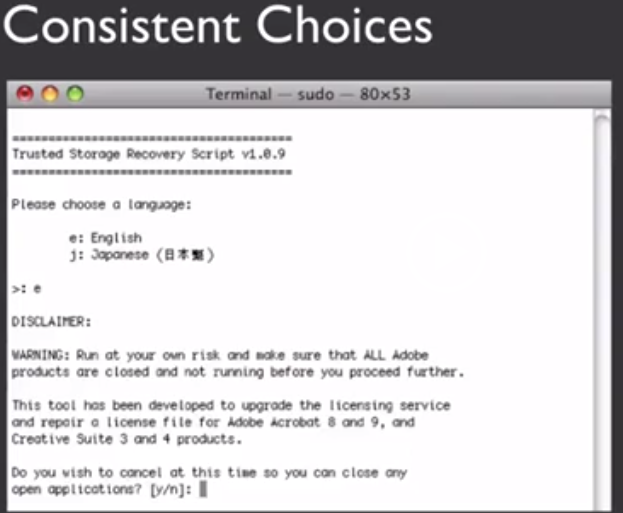 Consistent Choices
Terminal — sudo — 80×53
=======================================
Trusted Storage Recovery Script v1.0.9
=======================================
Please choose a language:
e: English
j: Japanese (日本
>: e
DISCLAIMER:
WARNING: Run at your own risk and make sure that ALL Adobe
products are closed and not running before you proceed further.
This tool has been developed to upgrade the licensing service
and repair a license file for Adobe Acrobat 8 and 9, and
Creative Suite 3 and 4 products.
Do you wish to cancel at this time so you can close any
open applications? [y/n]: